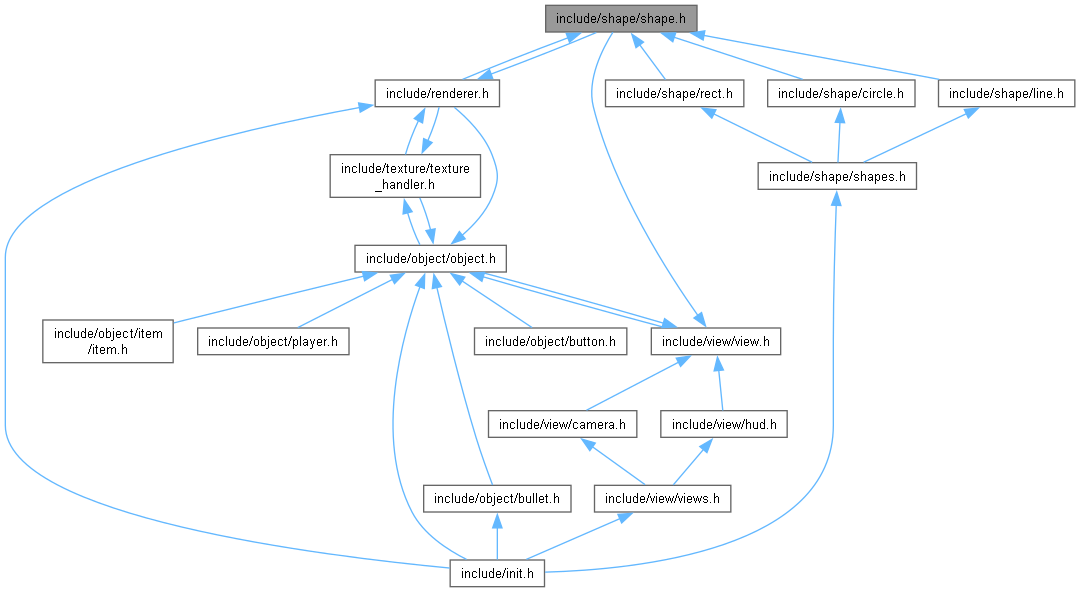 include/shape/shape.h
include/renderer.h
include/shape/rect.h
include/shape/circle.h
include/shape/line.h
include/texture/texture
_handler.h
include/shape/shapes.h
include/object/object.h
include/object/item
/item.h
include/object/player.h
include/object/button.h
include/view/view.h
include/view/camera.h
include/view/hud.h
include/object/bullet.h
include/view/views.h
include/init.h